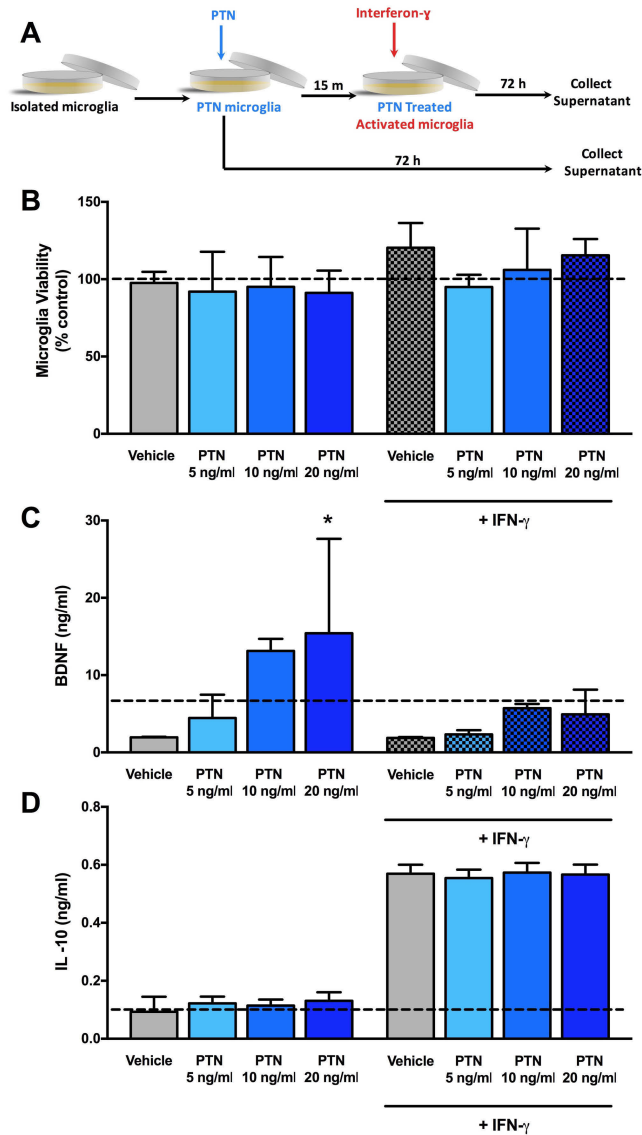 A
PTN
Interferon-ɣ
15 m
72 h
Isolated microglia
PTN microglia
PTN Treated
Activated microglia
Collect
Supernatant
72 h
Collect
Supernatant
B
Microglia Viability
(% control)
150
100
50
0
Vehicle
PTN
5 ng/ml
PTN
10 ng/ml
PTN
20 ng/ml
Vehicle
PTN
5 ng/ml
PTN
10 ng/ml
PTN
20 ng/ml
+ IFN-γ
C
BDNF (ng/ml)
30
20
10
0
*
Vehicle
PTN
5 ng/ml
PTN
10 ng/ml
PTN
20 ng/ml
Vehicle
PTN
5 ng/ml
PTN
10 ng/ml
PTN
20 ng/ml
+ IFN-γ
D
IL -10 (ng/ml)
0.8
0.6
0.4
0.2
0.0
Vehicle
PTN
5 ng/ml
PTN
10 ng/ml
PTN
20 ng/ml
Vehicle
PTN
5 ng/ml
PTN
10 ng/ml
PTN
20 ng/ml
+ IFN-γ